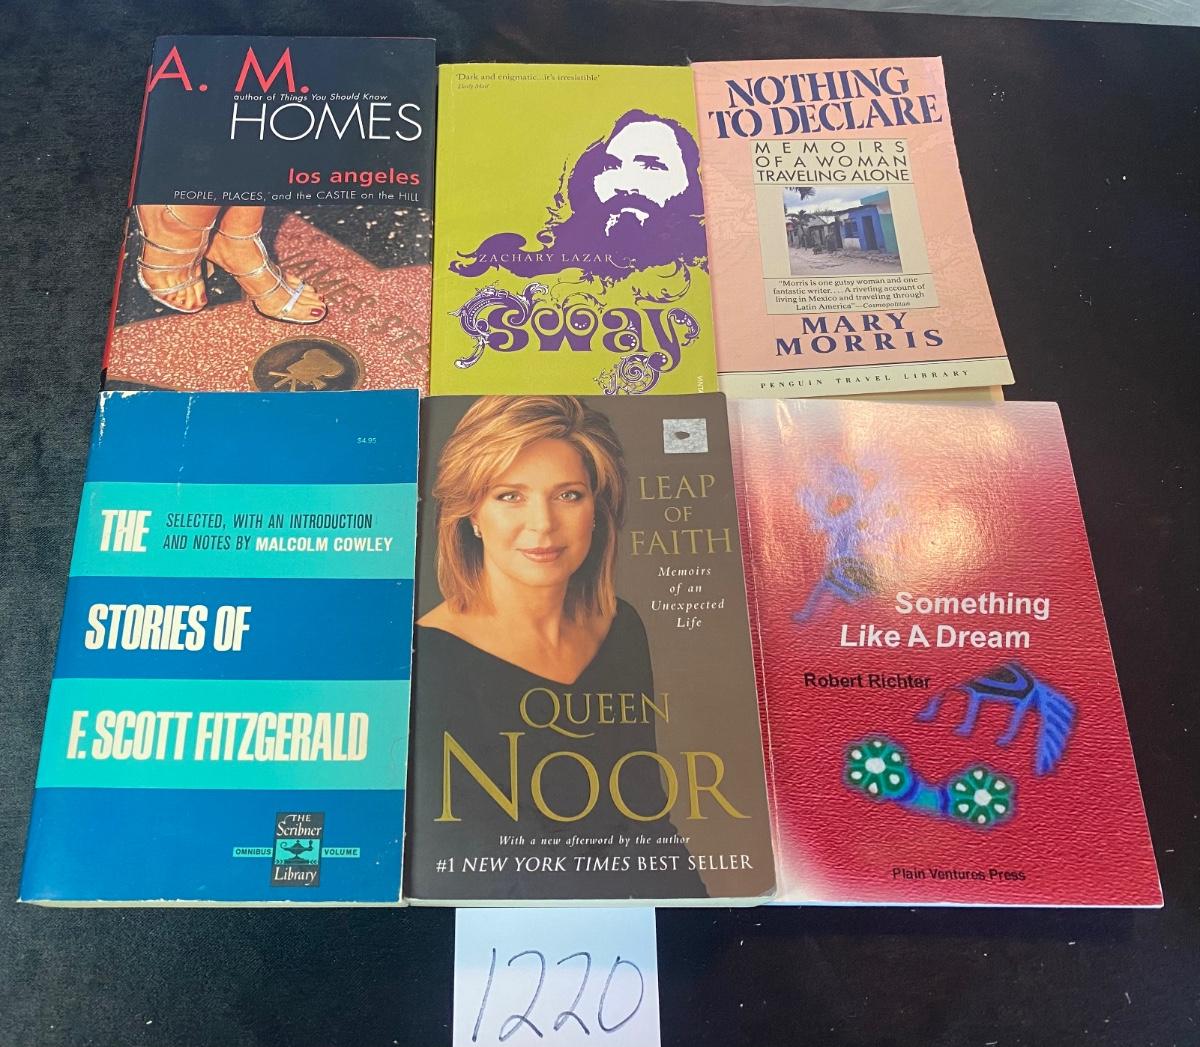 A. M.
author of Things You Should Know
HOMES
los angeles
PEOPLE, PLACES, and the CASTLE on the HILL
'Dark and enigmatic...it's irresistible'
Daily Mail
ZACHARY LAZAR
Sway
NOTHING
TO DECLARE
MEMOIRS
OF A WOMAN
TRAVELING ALONE
"Morris is one gutsy woman and one
fantastic writer. . . . A riveting account of
living in Mexico and traveling through
Latin America"—Cosmopolitan
MARY
MORRIS
PENGUIN TRAVEL LIBRARY
$4.95
THE
SELECTED, WITH AN INTRODUCTION
AND NOTES BY MALCOLM COWLEY
STORIES OF
F. SCOTT FITZGERALD
THE
Scribner
OMNIBUS VOLUME
Library
LEAP
OF
FAITH
Memoirs
of an
Unexpected
Life
QUEEN
NOOR
With a new afterword by the author
#1 NEW YORK TIMES BEST SELLER
Something
Like A Dream
Robert Richter
Plain Ventures Press
1220